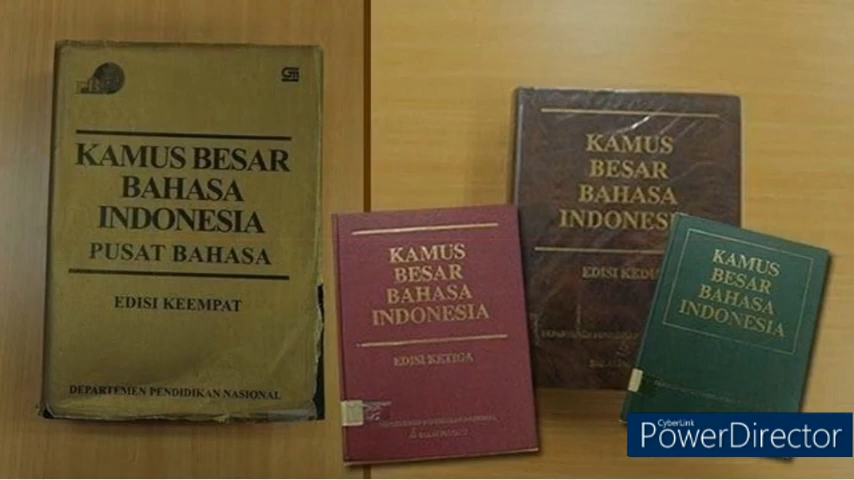 KAMUS BESAR
BAHASA
INDONESIA
PUSAT BAHASA
EDISI KEEMPAT
DEPARTEMEN PENDIDIKAN NASIONAL
KAMUS
BESAR
BAHASA
INDONESIA
EDISI KETIGA
KAMUS
BESAR
BAHASA
EDISI
KAMUS
BESAR
BAHASA
INDONESIA
CyberLink
PowerDirector